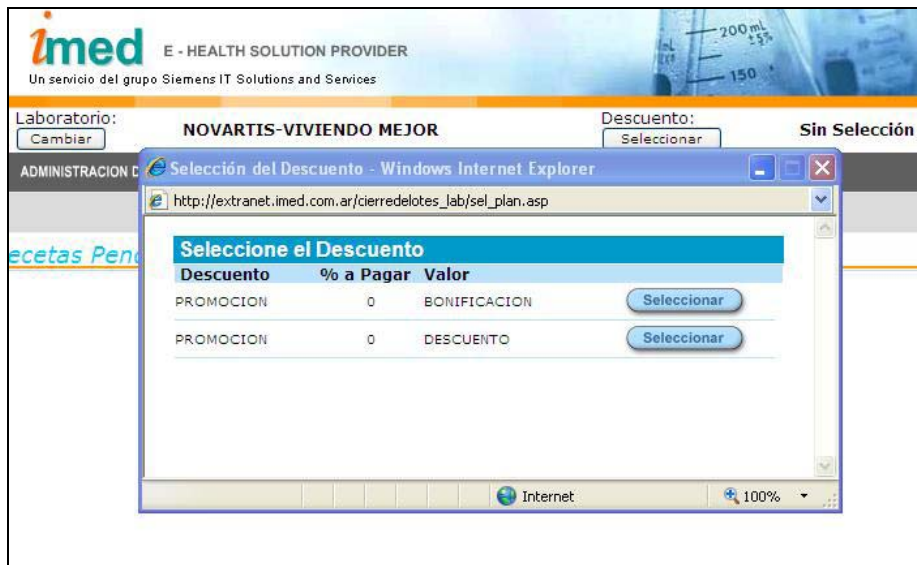 imed
E - HEALTH SOLUTION PROVIDER
Un servicio del grupo Siemens IT Solutions and Services
200 mL
±5%
150
Laboratorio:
Cambiar
NOVARTIS-VIVIENDO MEJOR
Descuento:
Seleccionar
Sin Selección
ADMINISTRACION D
Selección del Descuento - Windows Internet Explorer
http://extranet.imed.com.ar/cierredelotes_lab/sel_plan.asp
ecetas Pend
Seleccione el Descuento
Descuento % a Pagar Valor
PROMOCION 0 BONIFICACION Seleccionar
PROMOCION 0 DESCUENTO Seleccionar
Internet 100%